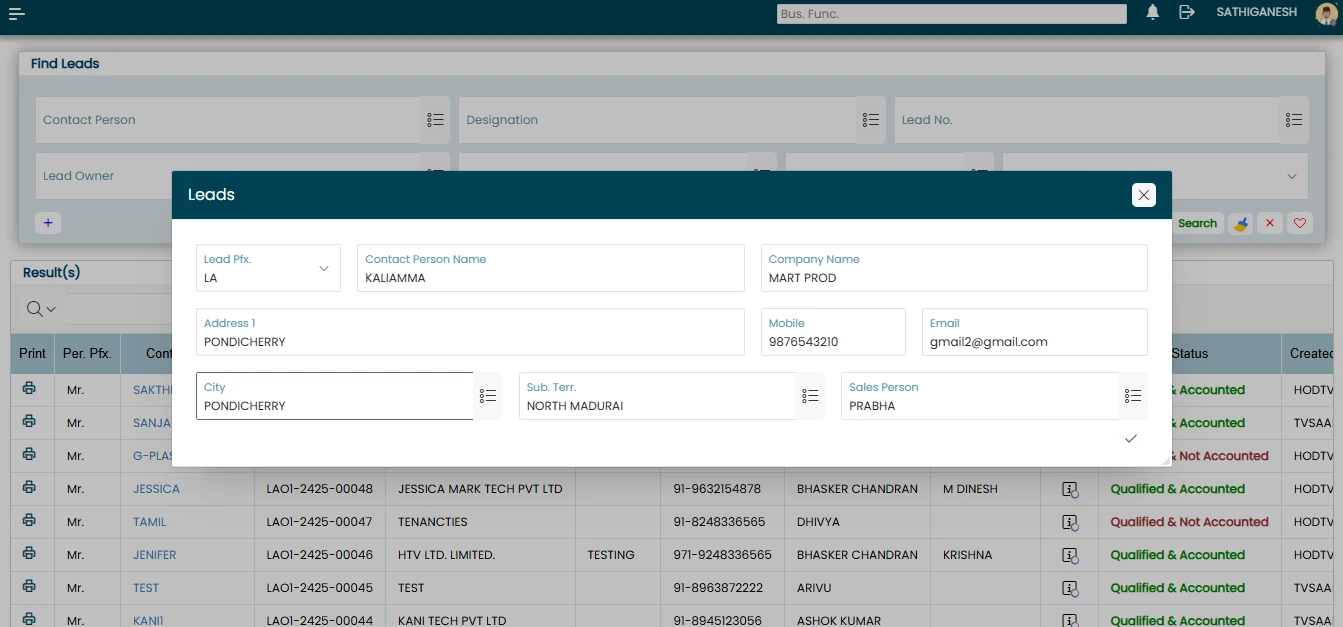 Bus. Func.
SATHIGANESH
Find Leads
Contact Person
Designation
Lead No.
Lead Owner
Search
Leads
Lead Pfx.
LA
Contact Person Name
KALIAMMA
Company Name
MART PROD
Address 1
PONDICHERRY
Mobile
9876543210
Email
gmail2@gmail.com
City
PONDICHERRY
Sub. Terr.
NORTH MADURAI
Sales Person
PRABHA
Result(s)
Print Per. Pfx. Cont Status Created
Mr. SAKTHI & Accounted HODTV
Mr. SANJA & Accounted TVSAA
Mr. G-PLAS & Not Accounted HODTV
Mr. JESSICA LAO1-2425-00048 JESSICA MARK TECH PVT LTD 91-9632154878 BHASKER CHANDRAN M DINESH Qualified & Accounted HODTV
Mr. TAMIL LAO1-2425-00047 TENANCTIES 91-8248336565 DHIVYA Qualified & Not Accounted HODTV
Mr. JENIFER LAO1-2425-00046 HTV LTD. LIMITED. TESTING 971-9248336565 BHASKER CHANDRAN KRISHNA Qualified & Accounted HODTV
Mr. TEST LAO1-2425-00045 TEST 91-8963872222 ARIVU Qualified & Accounted TVSAA
Mr. KANI1 LAO1-2425-00044 KANI TECH PVT LTD 91-8945123056 ASHOK KUMAR Qualified & Accounted TVSAA